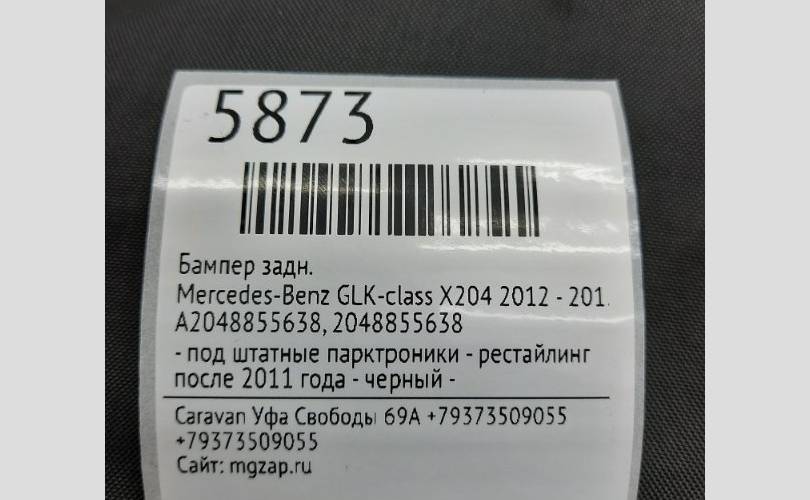 5873
Бампер задн.
Mercedes-Benz GLK-class X204 2012 - 201
A2048855638, 2048855638
- под штатные парктроники - рестайлинг
после 2011 года - черный -
Caravan Уфа Свободы 69А +79373509055
+79373509055
Сайт: mgzap.ru